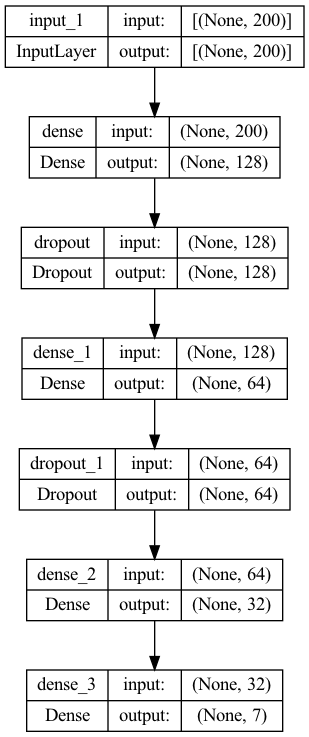 input_1 input: [(None, 200)]
InputLayer output: [(None, 200)]
dense input: (None, 200)
Dense output: (None, 128)
dropout input: (None, 128)
Dropout output: (None, 128)
dense_1 input: (None, 128)
Dense output: (None, 64)
dropout_1 input: (None, 64)
Dropout output: (None, 64)
dense_2 input: (None, 64)
Dense output: (None, 32)
dense_3 input: (None, 32)
Dense output: (None, 7)